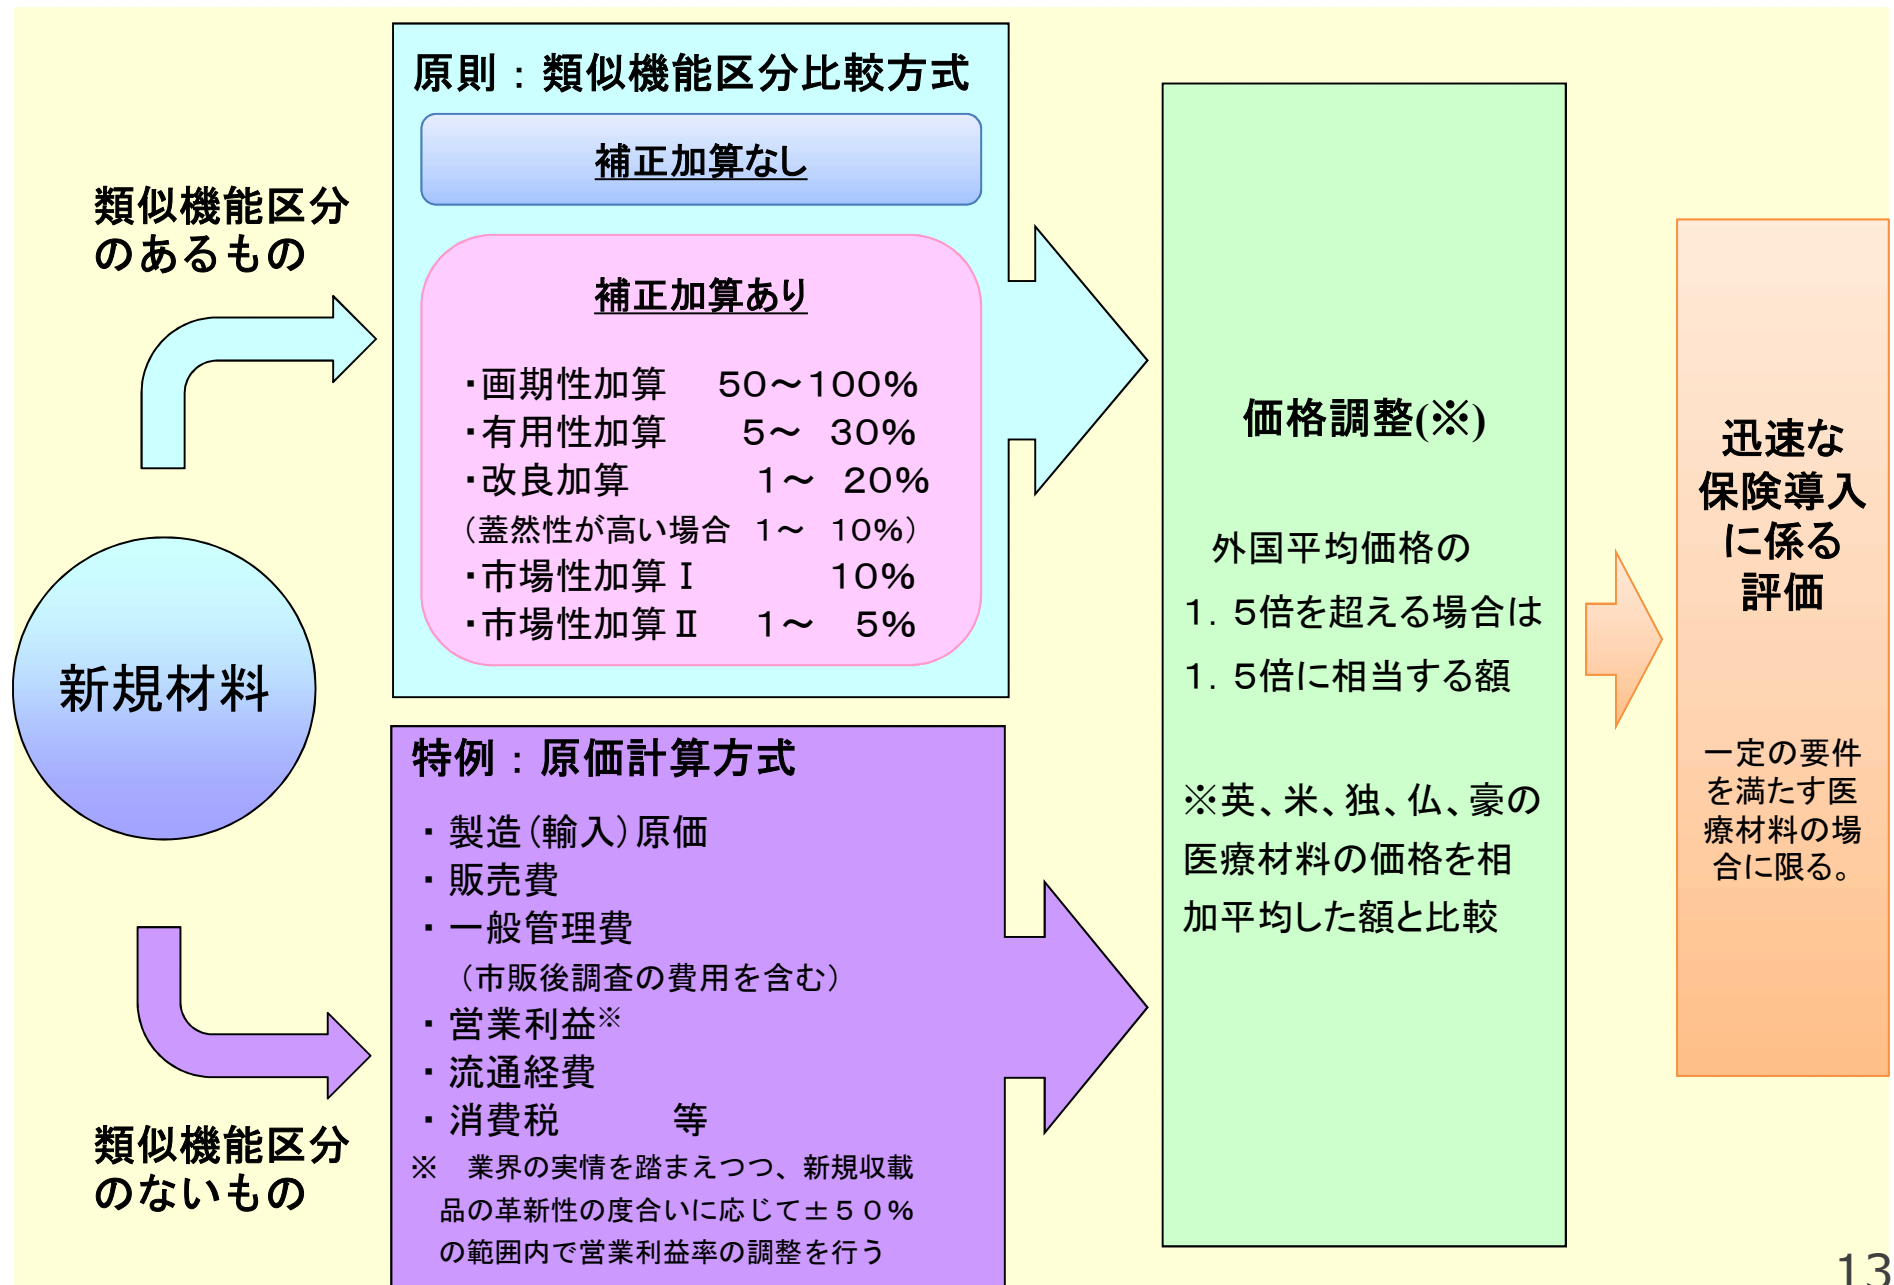 新規材料
類似機能区分
のあるもの
原則：類似機能区分比較方式
補正加算なし
補正加算あり
・画期性加算　５０～１００％
・有用性加算　５～　３０％
・改良加算　１～　２０％
（蓋然性が高い場合　１～　１０％）
・市場性加算Ⅰ　１０％
・市場性加算Ⅱ　１～　５％
類似機能区分
のないもの
特例：原価計算方式
・製造（輸入）原価
・販売費
・一般管理費
（市販後調査の費用を含む）
・営業利益※
・流通経費
・消費税　等
※　業界の実情を踏まえつつ、新規収載
品の革新性の度合いに応じて±５０％
の範囲内で営業利益率の調整を行う
価格調整(※)
外国平均価格の
１．５倍を超える場合は
１．５倍に相当する額
※英、米、独、仏、豪の
医療材料の価格を相
加平均した額と比較
迅速な
保険導入
に係る
評価
一定の要件
を満たす医
療材料の場
合に限る。
13